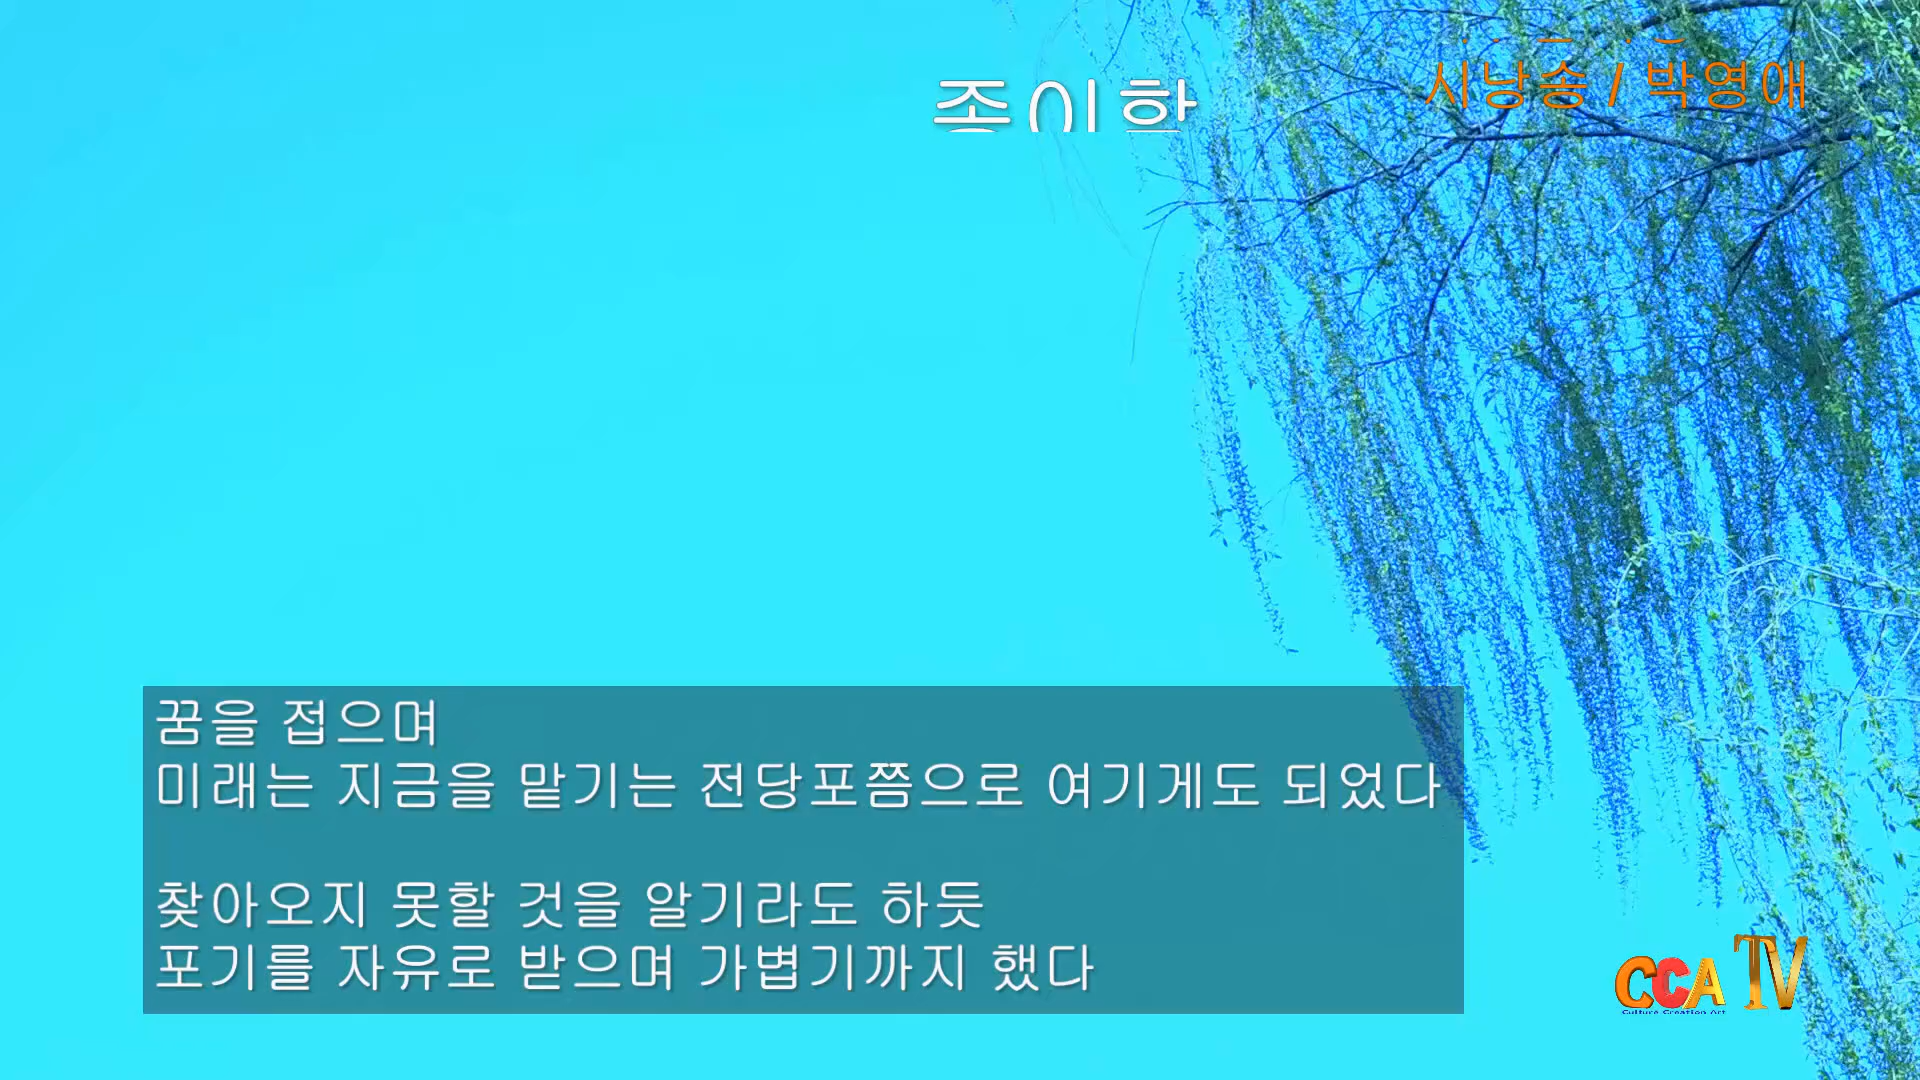 종이학
시낭송 / 박영애
꿈을 접으며
미래는 지금을 맡기는 전당포쯤으로 여기게도 되었다
찾아오지 못할 것을 알기라도 하듯
포기를 자유로 받으며 가볍기까지 했다
CCA TV
Culture Creation Art